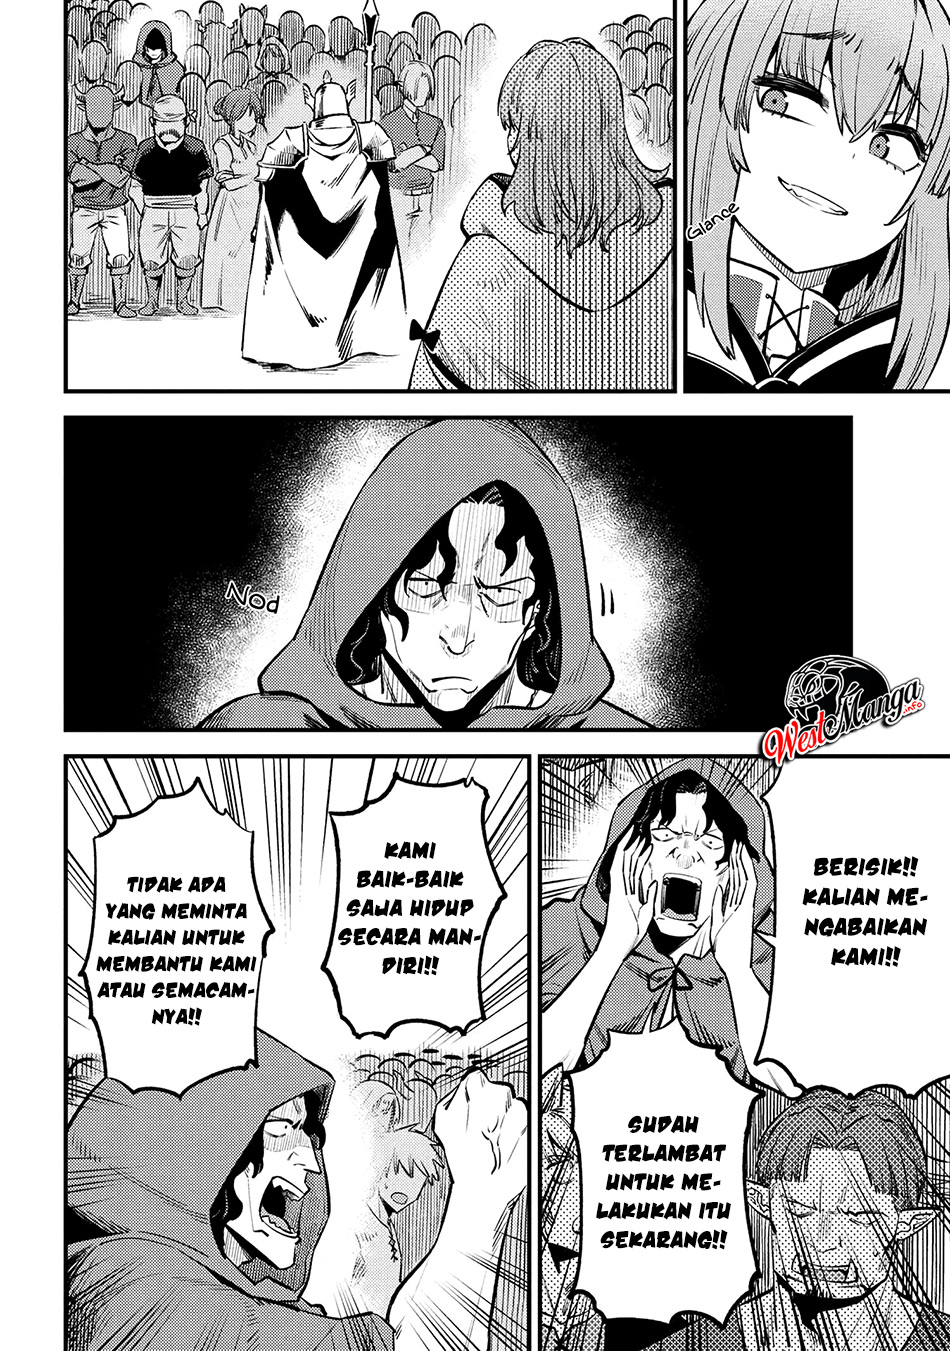 Glance
Nod
WestManga
.info
BERISIK!!
KALIAN ME-
NGABAIKAN
KAMI!!
SUDAH
TERLAMBAT
UNTUK ME-
LAKUKAN ITU
SEKARANG!!
KAMI
BAIK-BAIK
SAJA HIDUP
SECARA MAN-
DIRI!!
TIDAK ADA
YANG MEMINTA
KALIAN UNTUK
MEMBANTU KAMI
ATAU SEMACAM-
NYA!!